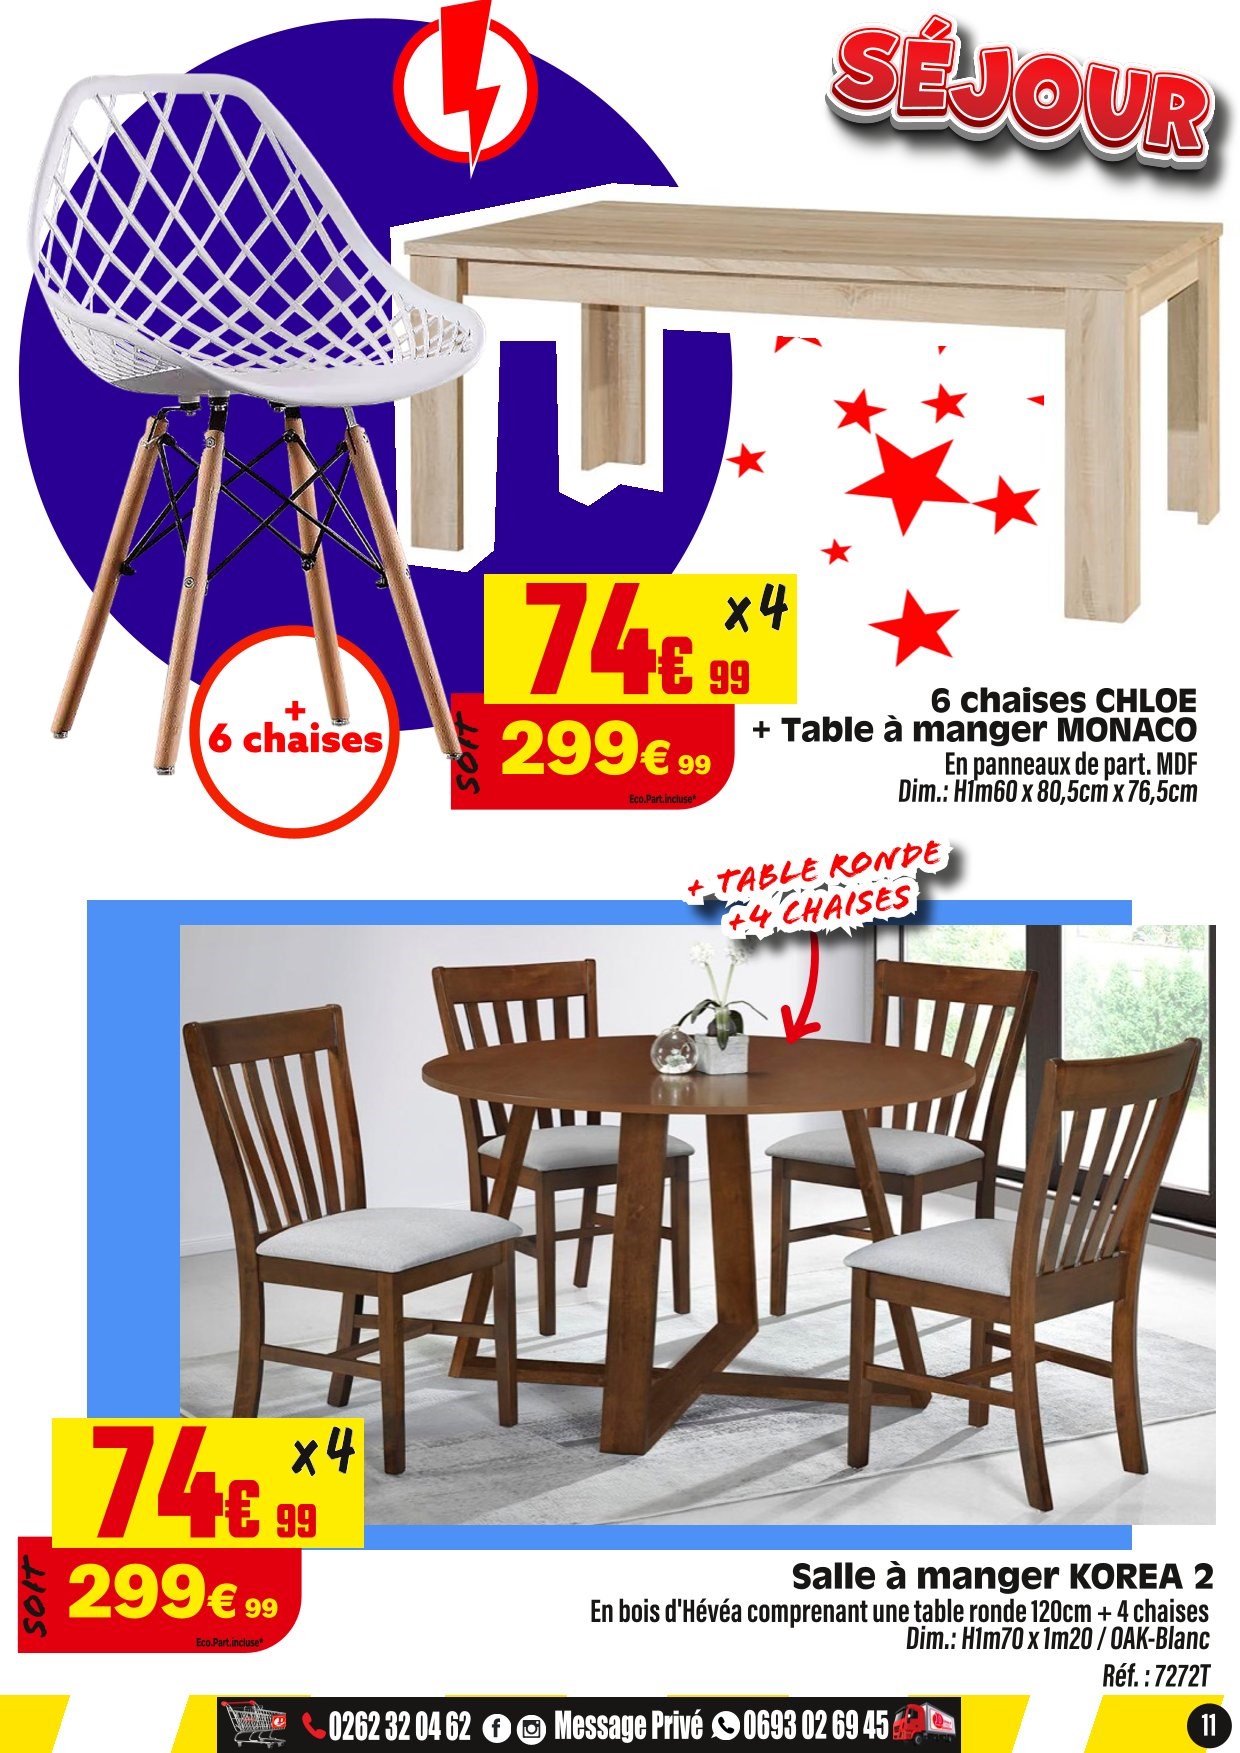 SÉJOUR
74€99 x4
SOIT 299€99
Eco.Part.incluse*
+
6 chaises
6 chaises CHLOE
+ Table à manger MONACO
En panneaux de part. MDF
Dim.: H1m60 x 80,5cm x 76,5cm
+ TABLE RONDE
+4 CHAISES
74€99 x4
SOIT 299€99
Eco.Part.incluse*
Salle à manger KOREA 2
En bois d'Hévéa comprenant une table ronde 120cm + 4 chaises
Dim.: H1m70 x 1m20 / OAK-Blanc
Réf. : 7272T
0262 32 04 62 Message Privé 0693 02 69 45
11